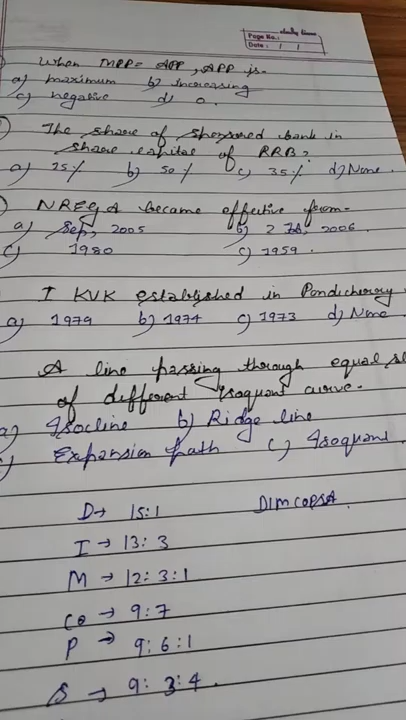 Page No.:
Date: / /
When MPP= APP, APP is-
a) maximum b) increasing
c) negative d) 0.
The share of sponsored bank in
share capital of RRB?
a) 25% b) 50% c) 35% d) None.
NREGA became effective from-
a) Sep, 2005 b) 2 Feb, 2006.
c) 1980 c) 1959.
I KVK established in Pondicherry
a) 1979 b) 1974 c) 1973 d) None
A line passing through equal sl
of different isoquant curve-
a) Isocline b) Ridge line
c) Expansion path c) Isoquant
D→ 15:1 DIMCOPSA
I → 13:3
M → 12:3:1
Co → 9:7
P → 9:6:1
S → 9:3:4.